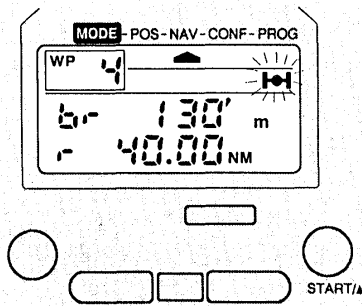 MODE-POS-NAV-CONF-PROG
WP 4
br 130' m
r 40.00 NM
START/